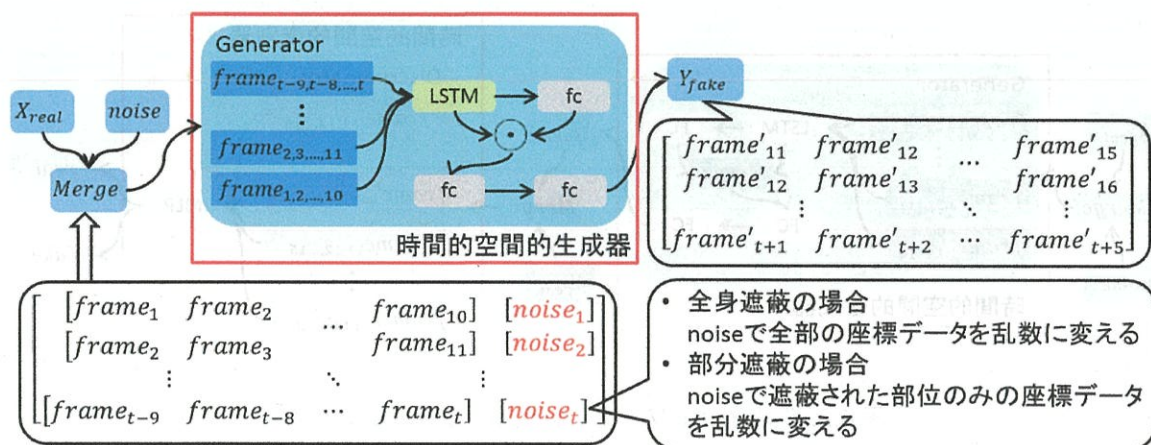 Generator
frame_{t-9,t-8,...,t}
⋮
frame_{2,3,...,11}
frame_{1,2,...,10}
LSTM
fc
fc
fc
X_{real}
noise
Merge
時間的空間的生成器
Y_{fake}
frame'_{11} frame'_{12} ... frame'_{15}
frame'_{12} frame'_{13} frame'_{16}
⋮ ⋱ ⋮
frame'_{t+1} frame'_{t+2} ⋯ frame'_{t+5}
[frame_1 frame_2 ... frame_{10}] [noise_1]
[frame_2 frame_3 frame_{11}] [noise_2]
⋮ ⋱ ⋮
[frame_{t-9} frame_{t-8} ⋯ frame_t] [noise_t]
• 全身遮蔽の場合
noiseで全部の座標データを乱数に変える
• 部分遮蔽の場合
noiseで遮蔽された部位のみの座標データ
を乱数に変える